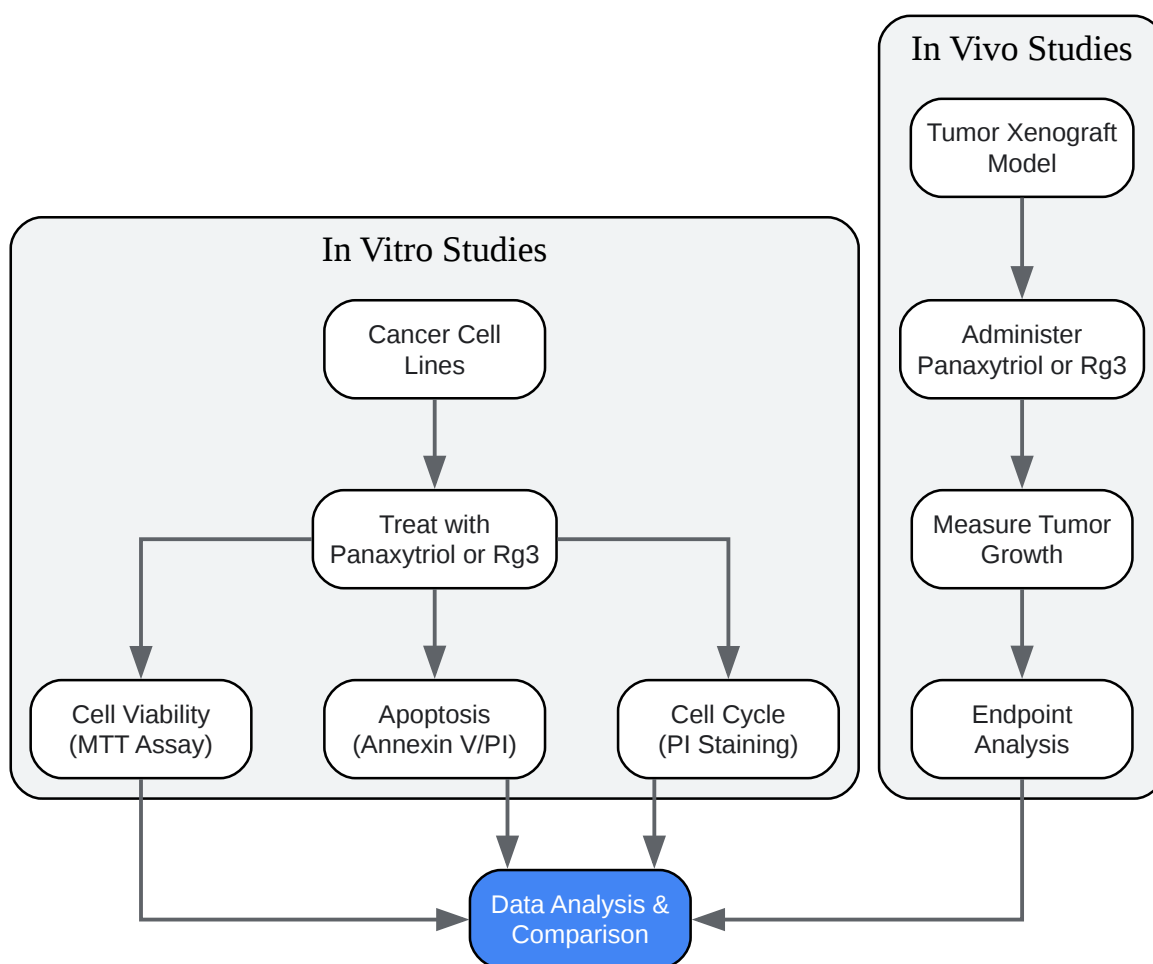 In Vitro Studies
Cancer Cell
Lines
Treat with
Panaxytriol or Rg3
Cell Viability
(MTT Assay)
Apoptosis
(Annexin V/PI)
Cell Cycle
(PI Staining)
In Vivo Studies
Tumor Xenograft
Model
Administer
Panaxytriol or Rg3
Measure Tumor
Growth
Endpoint
Analysis
Data Analysis &
Comparison